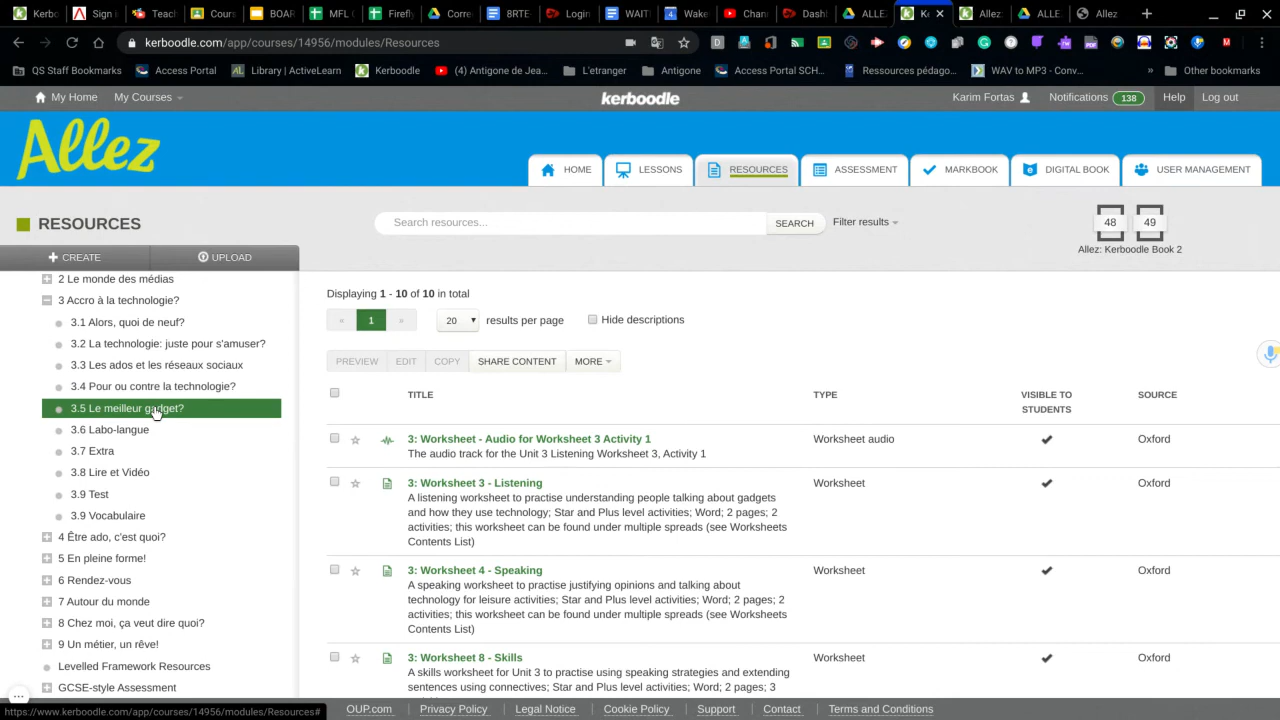 Kerbo
Sign i
Teach
Cours
BOAR
MFL C
Firefly
Corre
8RTE
Login
WAIT
Wake
Chan
Dash
ALLE
Ke
Allez:
ALLE
Allez
kerboodle.com/app/courses/14956/modules/Resources
QS Staff Bookmarks
Access Portal
Library | ActiveLearn
Kerboodle
(4) Antigone de Jea...
L'etranger
Antigone
Access Portal SCH...
Ressources pédago...
WAV to MP3 - Conv...
»
Other bookmarks
My Home
My Courses
kerboodle
Karim Fortas
Notifications
138
Help
Log out
Allez
HOME
LESSONS
RESOURCES
ASSESSMENT
MARKBOOK
DIGITAL BOOK
USER MANAGEMENT
RESOURCES
Search resources...
SEARCH
Filter results
48
49
Allez: Kerboodle Book 2
CREATE
UPLOAD
2 Le monde des médias
3 Accro à la technologie?
3.1 Alors, quoi de neuf?
3.2 La technologie: juste pour s'amuser?
3.3 Les ados et les réseaux sociaux
3.4 Pour ou contre la technologie?
3.5 Le meilleur gadget?
3.6 Labo-langue
3.7 Extra
3.8 Lire et Vidéo
3.9 Test
3.9 Vocabulaire
4 Être ado, c'est quoi?
5 En pleine forme!
6 Rendez-vous
7 Autour du monde
8 Chez moi, ça veut dire quoi?
9 Un métier, un rêve!
Levelled Framework Resources
GCSE-style Assessment
Displaying 1 - 10 of 10 in total
« 1 »
20
results per page
Hide descriptions
PREVIEW
EDIT
COPY
SHARE CONTENT
MORE
TITLE
TYPE
VISIBLE TO
STUDENTS
SOURCE
3: Worksheet - Audio for Worksheet 3 Activity 1
Worksheet audio
Oxford
The audio track for the Unit 3 Listening Worksheet 3, Activity 1
3: Worksheet 3 - Listening
Worksheet
Oxford
A listening worksheet to practise understanding people talking about gadgets
and how they use technology; Star and Plus level activities; Word; 2 pages; 2
activities; this worksheet can be found under multiple spreads (see Worksheets
Contents List)
3: Worksheet 4 - Speaking
Worksheet
Oxford
A speaking worksheet to practise justifying opinions and talking about
technology for leisure activities; Star and Plus level activities; Word; 2 pages; 2
activities; this worksheet can be found under multiple spreads (see Worksheets
Contents List)
3: Worksheet 8 - Skills
Worksheet
Oxford
A skills worksheet for Unit 3 to practise using speaking strategies and extending
sentences using connectives; Star and Plus level activities; Word; 2 pages; 3
https://www.kerboodle.com/app/courses/14956/modules/Resources#
OUP.com
Privacy Policy
Legal Notice
Cookie Policy
Support
Contact
Terms and Conditions